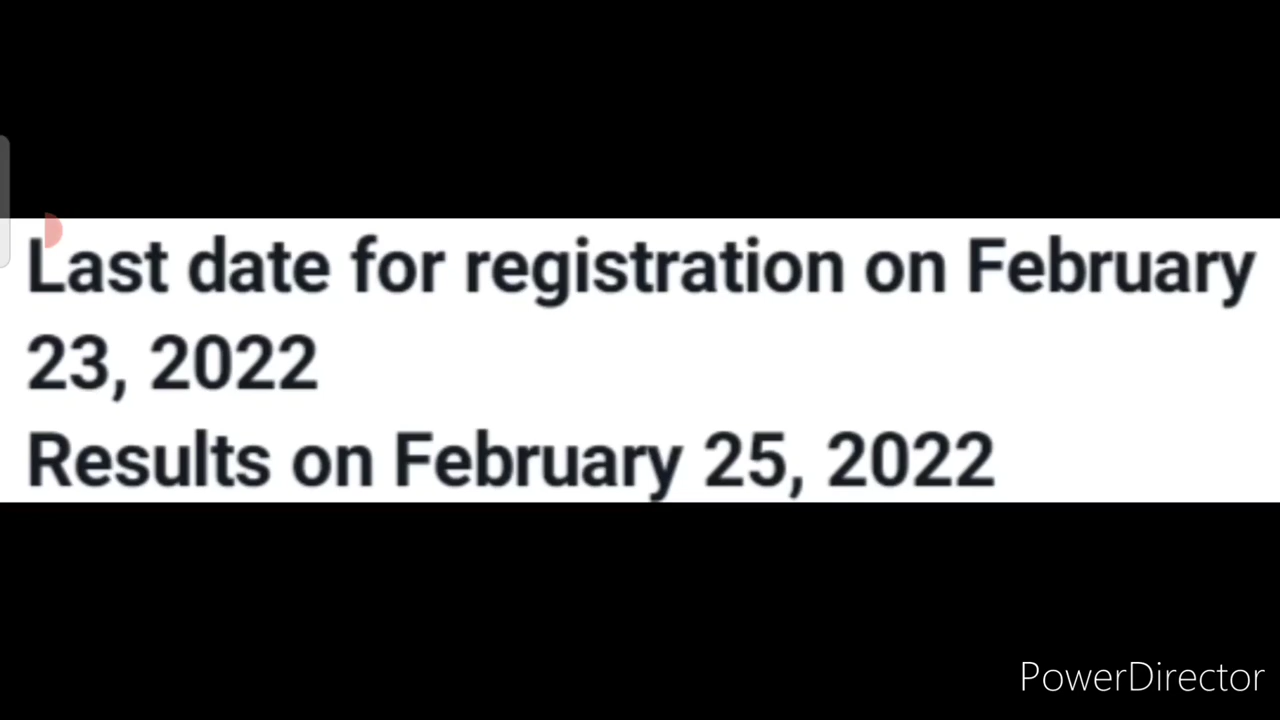 Last date for registration on February
23, 2022
Results on February 25, 2022
PowerDirector